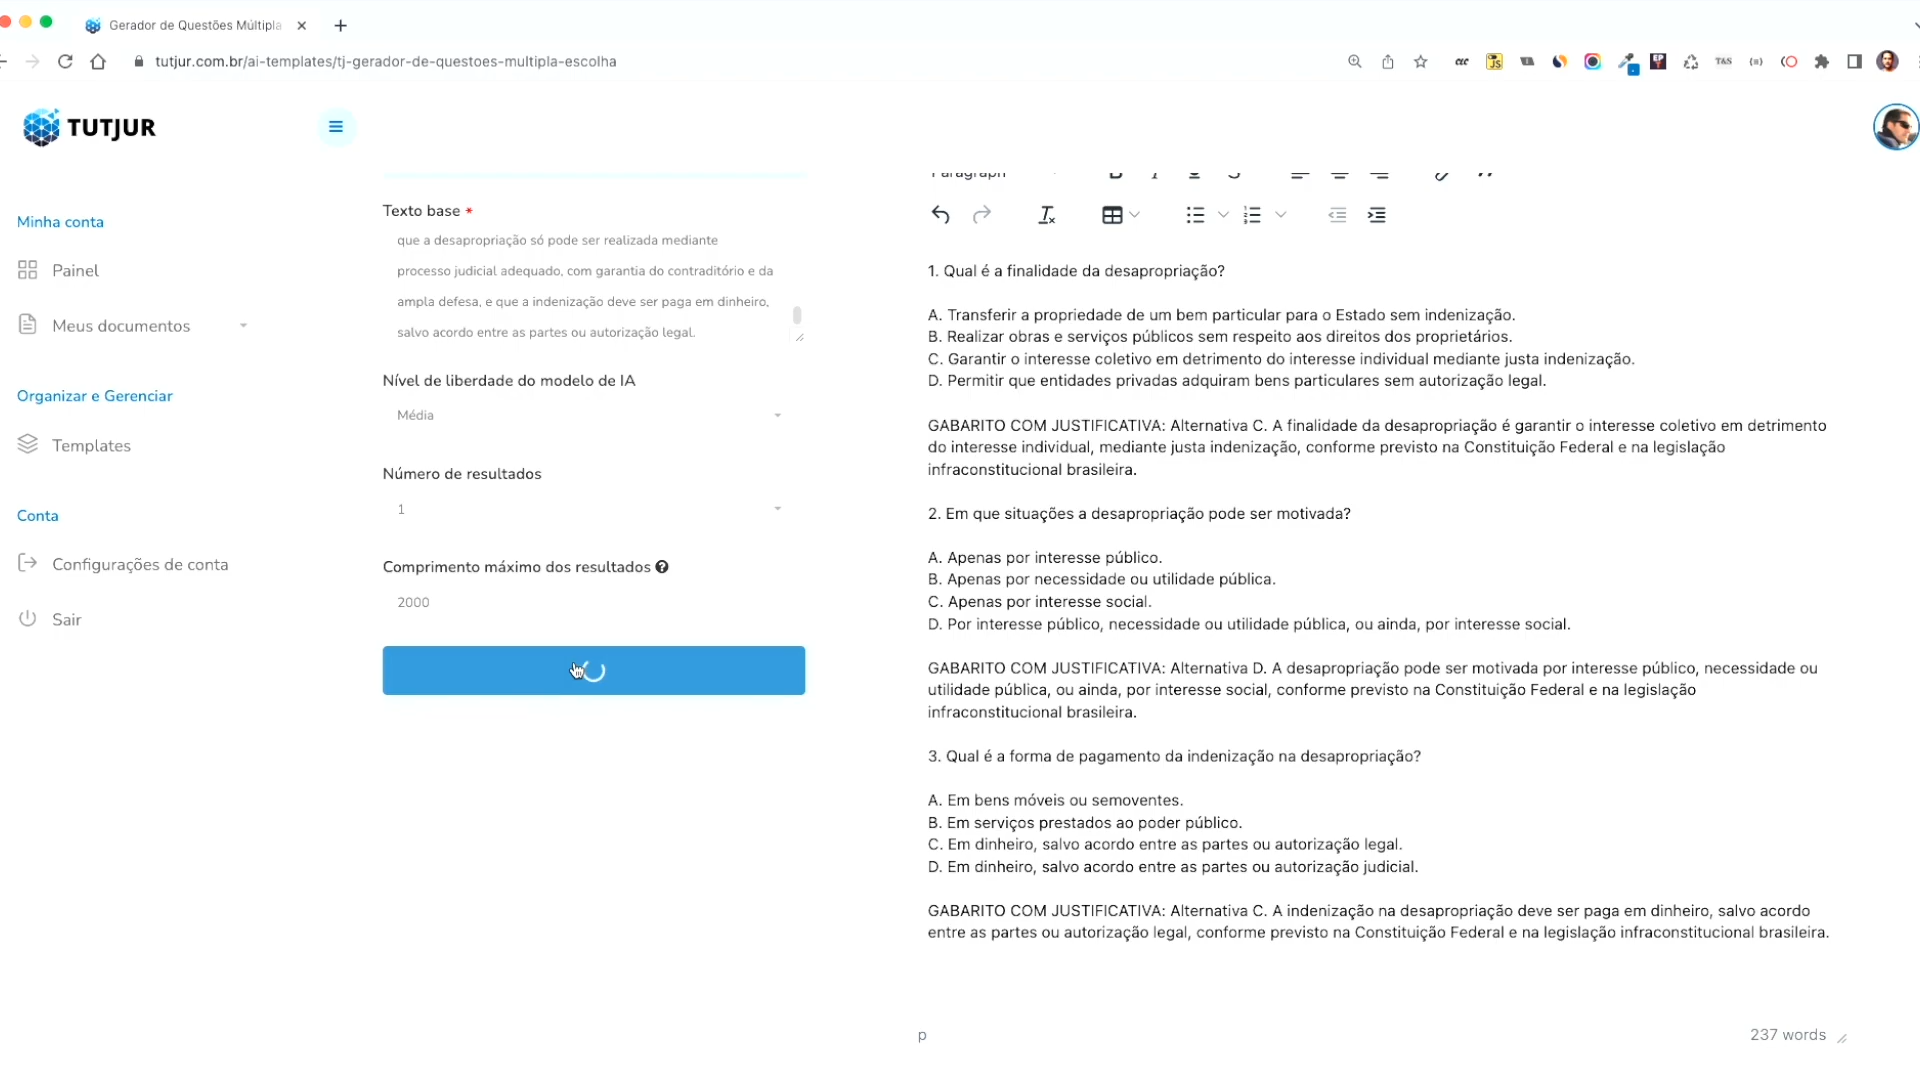 Gerador de Questões Múltipla
tutjur.com.br/ai-templates/tj-gerador-de-questoes-multipla-escolha
TUTJUR
Minha conta
Painel
Meus documentos
Organizar e Gerenciar
Templates
Conta
Configurações de conta
Sair
Texto base *
que a desapropriação só pode ser realizada mediante
processo judicial adequado, com garantia do contraditório e da
ampla defesa, e que a indenização deve ser paga em dinheiro,
salvo acordo entre as partes ou autorização legal.
Nível de liberdade do modelo de IA
Média
Número de resultados
1
Comprimento máximo dos resultados
2000
Paragraph
1. Qual é a finalidade da desapropriação?
A. Transferir a propriedade de um bem particular para o Estado sem indenização.
B. Realizar obras e serviços públicos sem respeito aos direitos dos proprietários.
C. Garantir o interesse coletivo em detrimento do interesse individual mediante justa indenização.
D. Permitir que entidades privadas adquiram bens particulares sem autorização legal.
GABARITO COM JUSTIFICATIVA: Alternativa C. A finalidade da desapropriação é garantir o interesse coletivo em detrimento
do interesse individual, mediante justa indenização, conforme previsto na Constituição Federal e na legislação
infraconstitucional brasileira.
2. Em que situações a desapropriação pode ser motivada?
A. Apenas por interesse público.
B. Apenas por necessidade ou utilidade pública.
C. Apenas por interesse social.
D. Por interesse público, necessidade ou utilidade pública, ou ainda, por interesse social.
GABARITO COM JUSTIFICATIVA: Alternativa D. A desapropriação pode ser motivada por interesse público, necessidade ou
utilidade pública, ou ainda, por interesse social, conforme previsto na Constituição Federal e na legislação
infraconstitucional brasileira.
3. Qual é a forma de pagamento da indenização na desapropriação?
A. Em bens móveis ou semoventes.
B. Em serviços prestados ao poder público.
C. Em dinheiro, salvo acordo entre as partes ou autorização legal.
D. Em dinheiro, salvo acordo entre as partes ou autorização judicial.
GABARITO COM JUSTIFICATIVA: Alternativa C. A indenização na desapropriação deve ser paga em dinheiro, salvo acordo
entre as partes ou autorização legal, conforme previsto na Constituição Federal e na legislação infraconstitucional brasileira.
p
237 words